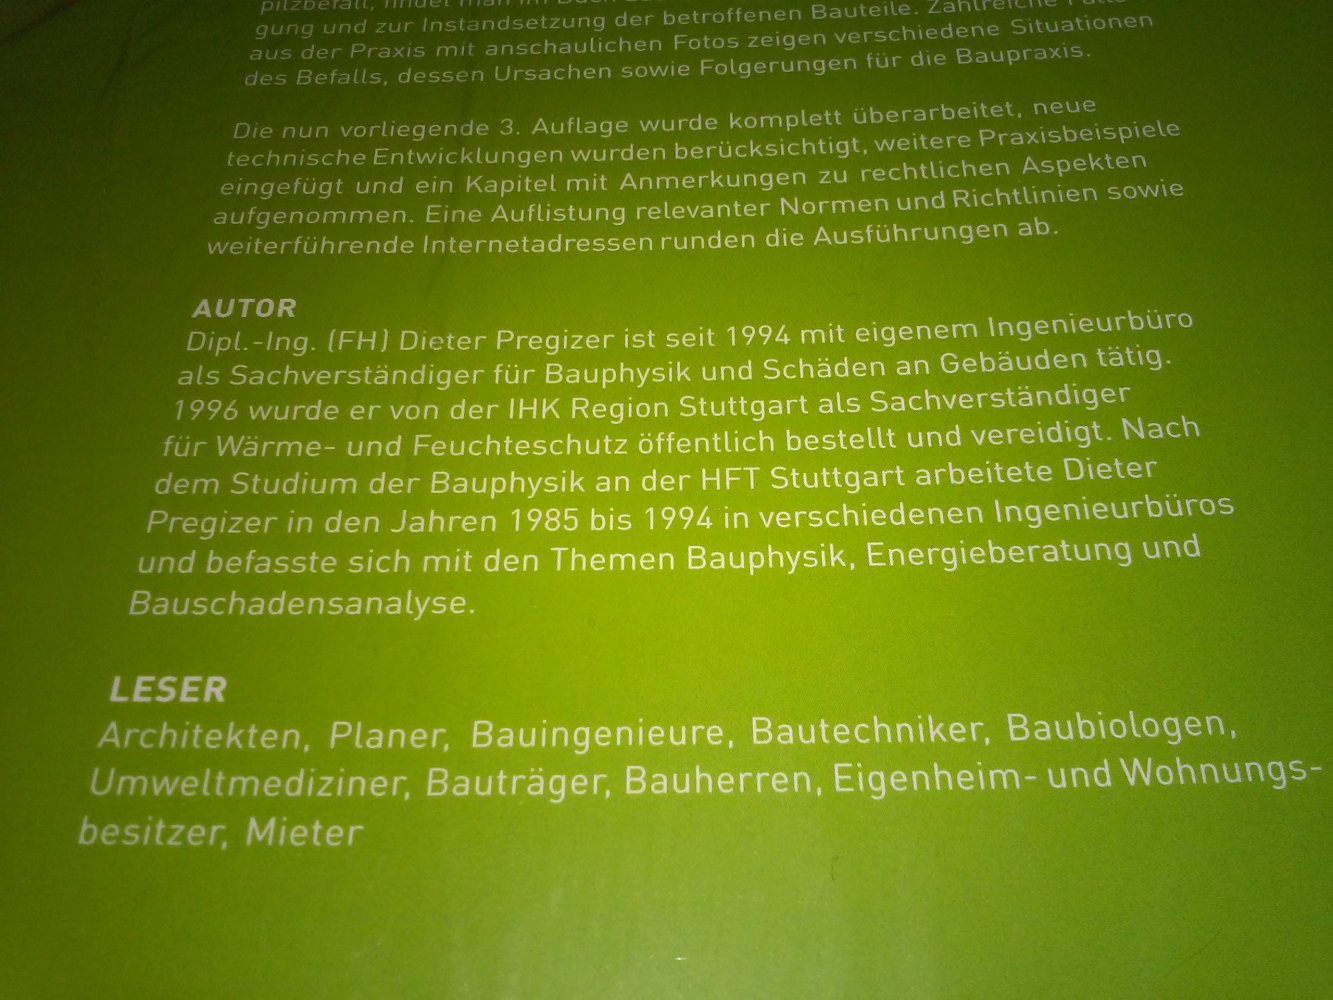 pilzbefall, findet man im Buch
gung und zur Instandsetzung der betroffenen Bauteile. Zahlreiche
aus der Praxis mit anschaulichen Fotos zeigen verschiedene Situationen
des Befalls, dessen Ursachen sowie Folgerungen für die Baupraxis.
Die nun vorliegende 3. Auflage wurde komplett überarbeitet, neue
technische Entwicklungen wurden berücksichtigt, weitere Praxisbeispiele
eingefügt und ein Kapitel mit Anmerkungen zu rechtlichen Aspekten
aufgenommen. Eine Auflistung relevanter Normen und Richtlinien sowie
weiterführende Internetadressen runden die Ausführungen ab.
AUTOR
Dipl.-Ing. (FH) Dieter Pregizer ist seit 1994 mit eigenem Ingenieurbüro
als Sachverständiger für Bauphysik und Schäden an Gebäuden tätig.
1996 wurde er von der IHK Region Stuttgart als Sachverständiger
für Wärme- und Feuchteschutz öffentlich bestellt und vereidigt. Nach
dem Studium der Bauphysik an der HFT Stuttgart arbeitete Dieter
Pregizer in den Jahren 1985 bis 1994 in verschiedenen Ingenieurbüros
und befasste sich mit den Themen Bauphysik, Energieberatung und
Bauschadensanalyse.
LESER
Architekten, Planer, Bauingenieure, Bautechniker, Baubiologen,
Umweltmediziner, Bauträger, Bauherren, Eigenheim- und Wohnungs-
besitzer, Mieter